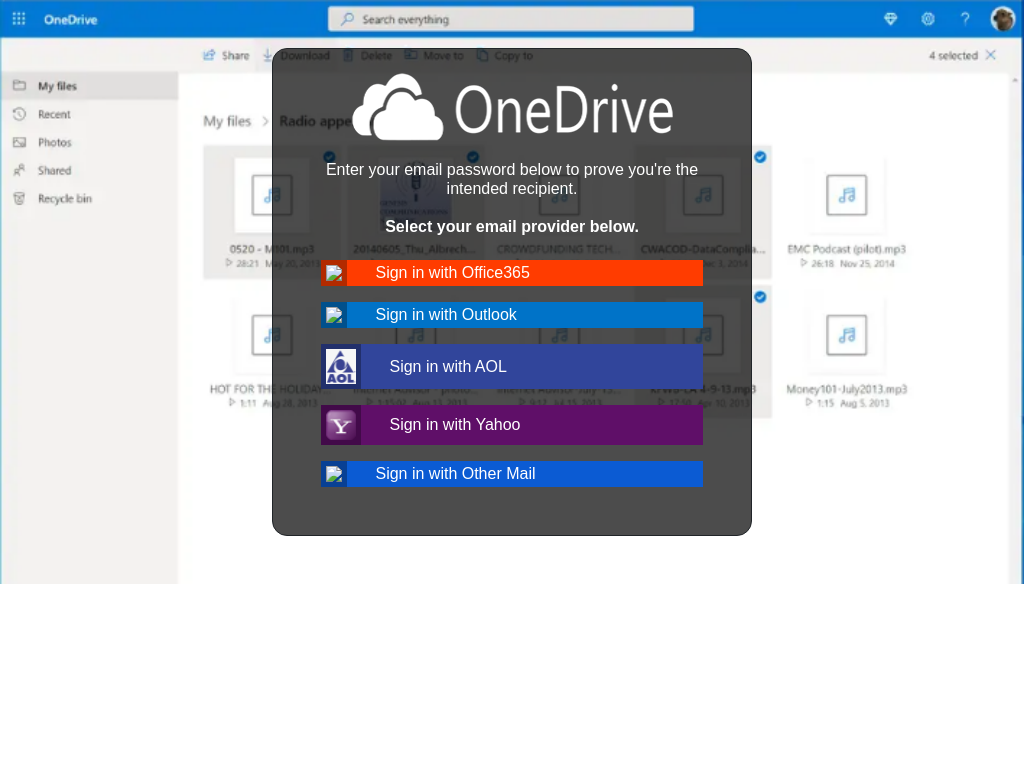 OneDrive
Search everything
?
Share
Download
Delete
Move to
Copy to
4 selected
My files
Recent
Photos
Shared
Recycle bin
My files > Radio appe
OneDrive
Enter your email password below to prove you're the
intended recipient.
Select your email provider below.
Sign in with Office365
Sign in with Outlook
AOL
Sign in with AOL
Y
Sign in with Yahoo
Sign in with Other Mail
0520 - M101.mp3
28:21 May 20, 2013
20140605_Thu_Albrech...
CROWDFUNDING TECH...
CWACOD-DataComplia...
Dec 3, 2014
EMC Podcast (pilot).mp3
26:18 Nov 25, 2014
HOT FOR THE HOLIDAY
1:11 Aug 28, 2013
Money101-July2013.mp3
1:15 Aug 5, 2013